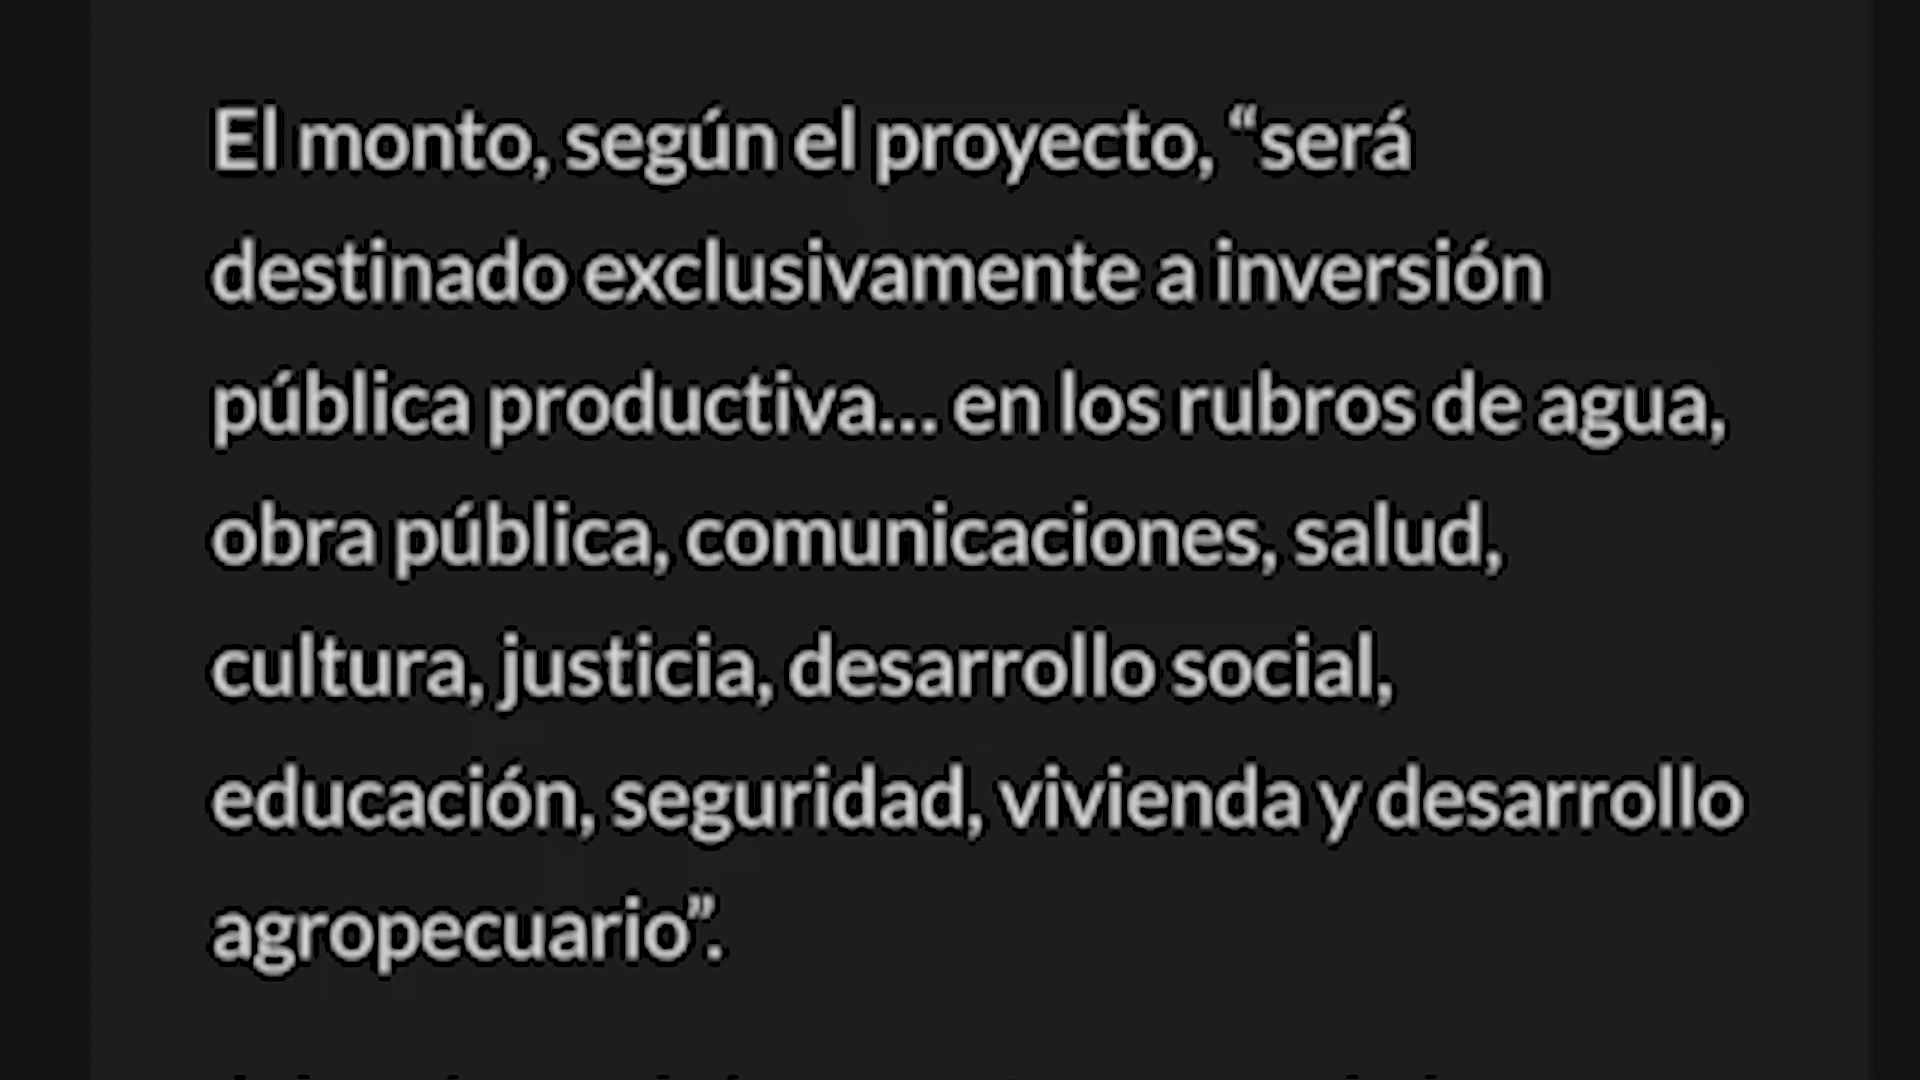 El monto, según el proyecto, “será
destinado exclusivamente a inversión
pública productiva... en los rubros de agua,
obra pública, comunicaciones, salud,
cultura, justicia, desarrollo social,
educación, seguridad, vivienda y desarrollo
agropecuario”.